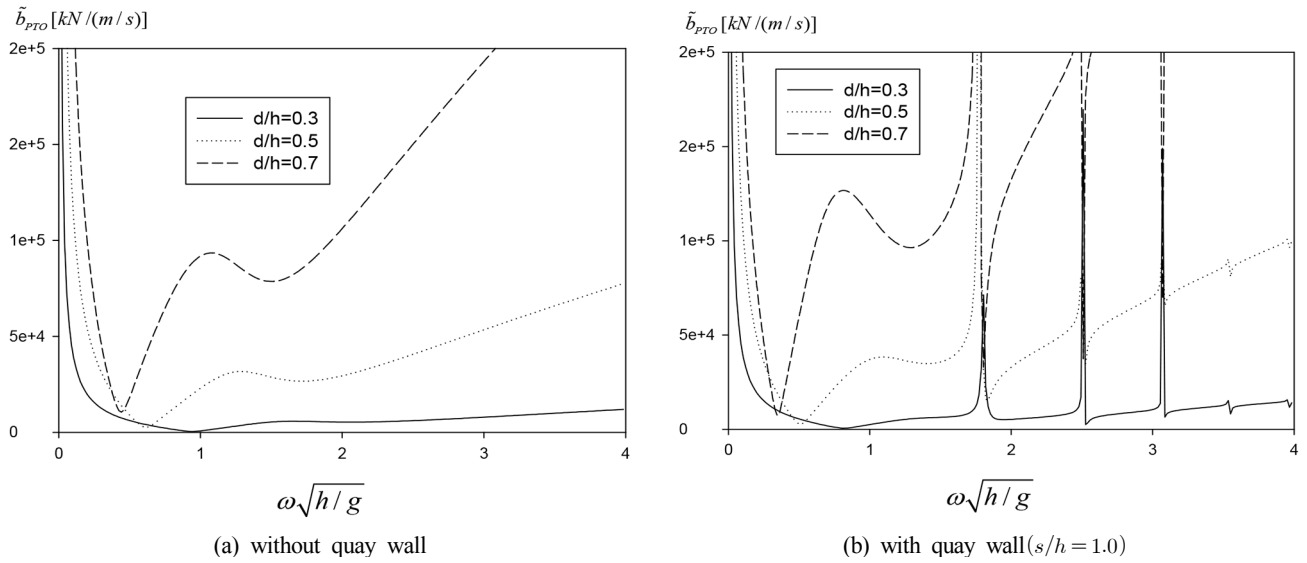 b̃_PTO [kN/(m/s)]
2e+5
2e+5
1e+5
5e+4
0
d/h=0.3
d/h=0.5
d/h=0.7
0 1 2 3 4
ω√h/g
(a) without quay wall
b̃_PTO [kN/(m/s)]
2e+5
2e+5
1e+5
5e+4
0
d/h=0.3
d/h=0.5
d/h=0.7
0 1 2 3 4
ω√h/g
(b) with quay wall(s/h=1.0)